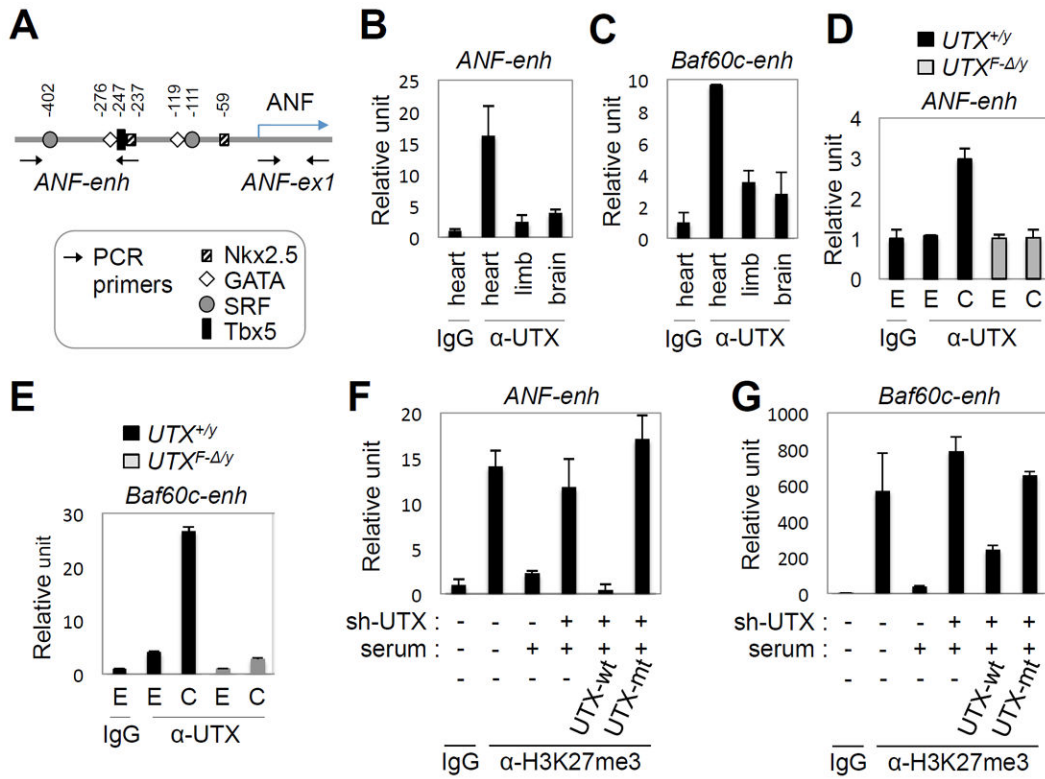 A
-402
-276
-247
-237
-119
-111
-59
ANF
ANF-enh
ANF-ex1
PCR primers
Nkx2.5
GATA
SRF
Tbx5
B
ANF-enh
Relative unit
25
20
15
10
5
0
heart heart limb brain
IgG α-UTX
C
Baf60c-enh
Relative unit
10
8
6
4
2
0
heart heart limb brain
IgG α-UTX
D
UTX+/y
UTXF-Δ/y
ANF-enh
Relative unit
4
3
2
1
0
E E C E C
IgG α-UTX
E
UTX+/y
UTXF-Δ/y
Baf60c-enh
Relative unit
30
20
10
0
E E C E C
IgG α-UTX
F
ANF-enh
Relative unit
20
15
10
5
0
sh-UTX : - - - + + +
serum : - - + + + +
- - - - UTX-wt UTX-mt
IgG α-H3K27me3
G
Baf60c-enh
Relative unit
1000
800
600
400
200
0
sh-UTX : - - - + + +
serum : - - + + + +
- - - - UTX-wt UTX-mt
IgG α-H3K27me3